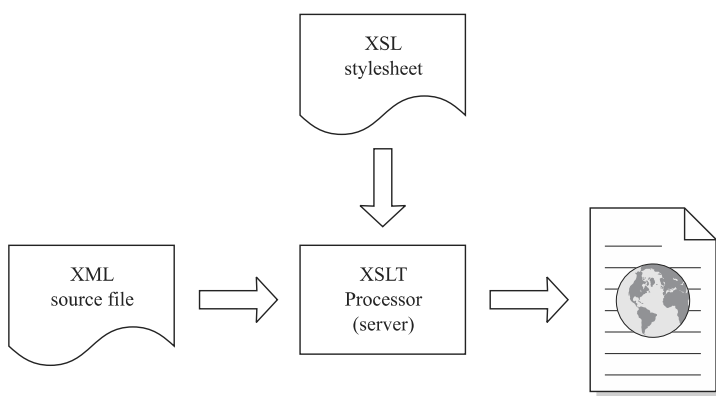 XSL
stylesheet
XML
source file
XSLT
Processor
(server)